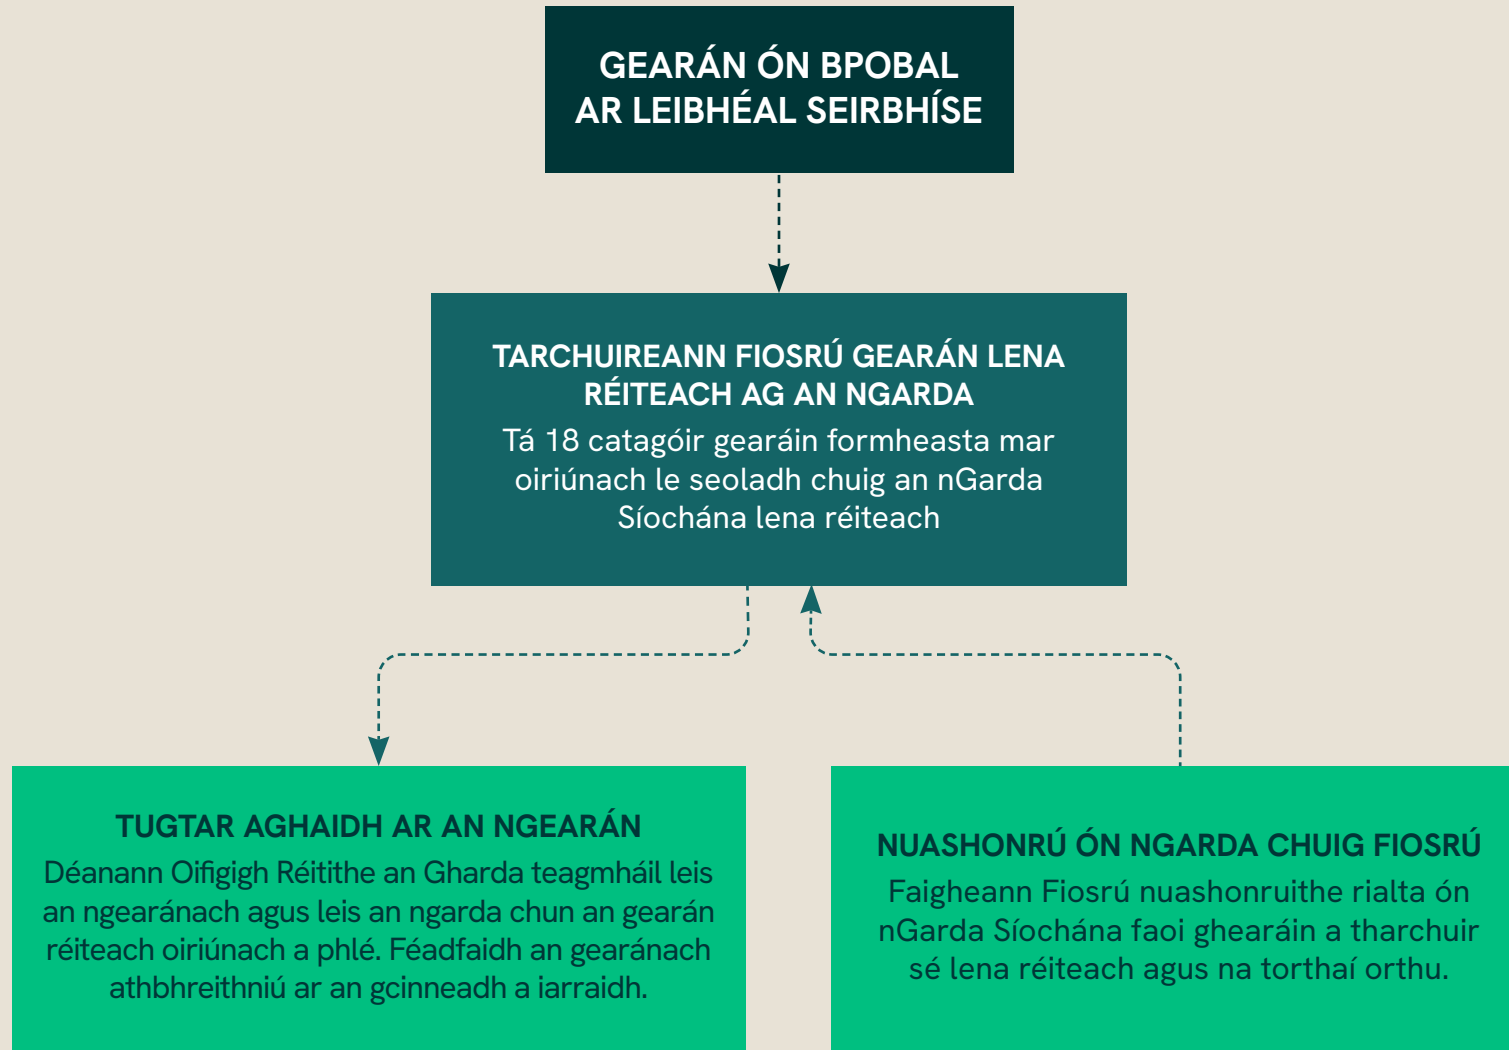 GEARÁN ÓN BPOBAL
AR LEIBHÉAL SEIRBHÍSE
TARCHUIREANN FIOSRÚ GEARÁN LENA
RÉITEACH AG AN NGARDA
Tá 18 catagóir gearáin formheasta mar
oiriúnach le seoladh chuig an nGarda
Síochána lena réiteach
TUGTAR AGHAIDH AR AN NGEARÁN
Déanann Oifigigh Réitithe an Gharda teagmháil leis
an ngearánach agus leis an ngarda chun an gearán
réiteach oiriúnach a phlé. Féadfaidh an gearánach
athbhreithniú ar an gcinneadh a iarraidh.
NUASHONRÚ ÓN NGARDA CHUIG FIOSRÚ
Faigheann Fiosrú nuashonruithe rialta ón
nGarda Síochána faoi ghearáin a tharchuir
sé lena réiteach agus na torthaí orthu.